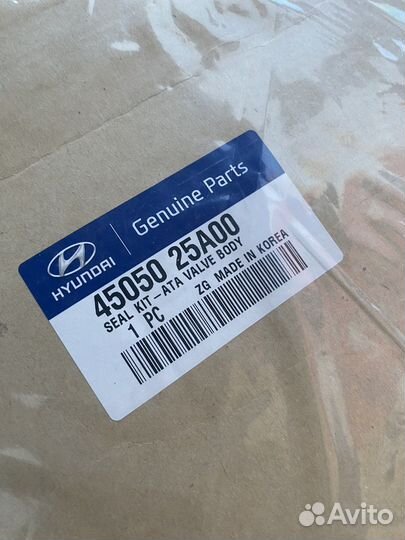 HYUNDAI
Genuine Parts
45050 25A00
SEAL KIT-ATA VALVE BODY
1 PC ZG MADE IN KOREA
Avito